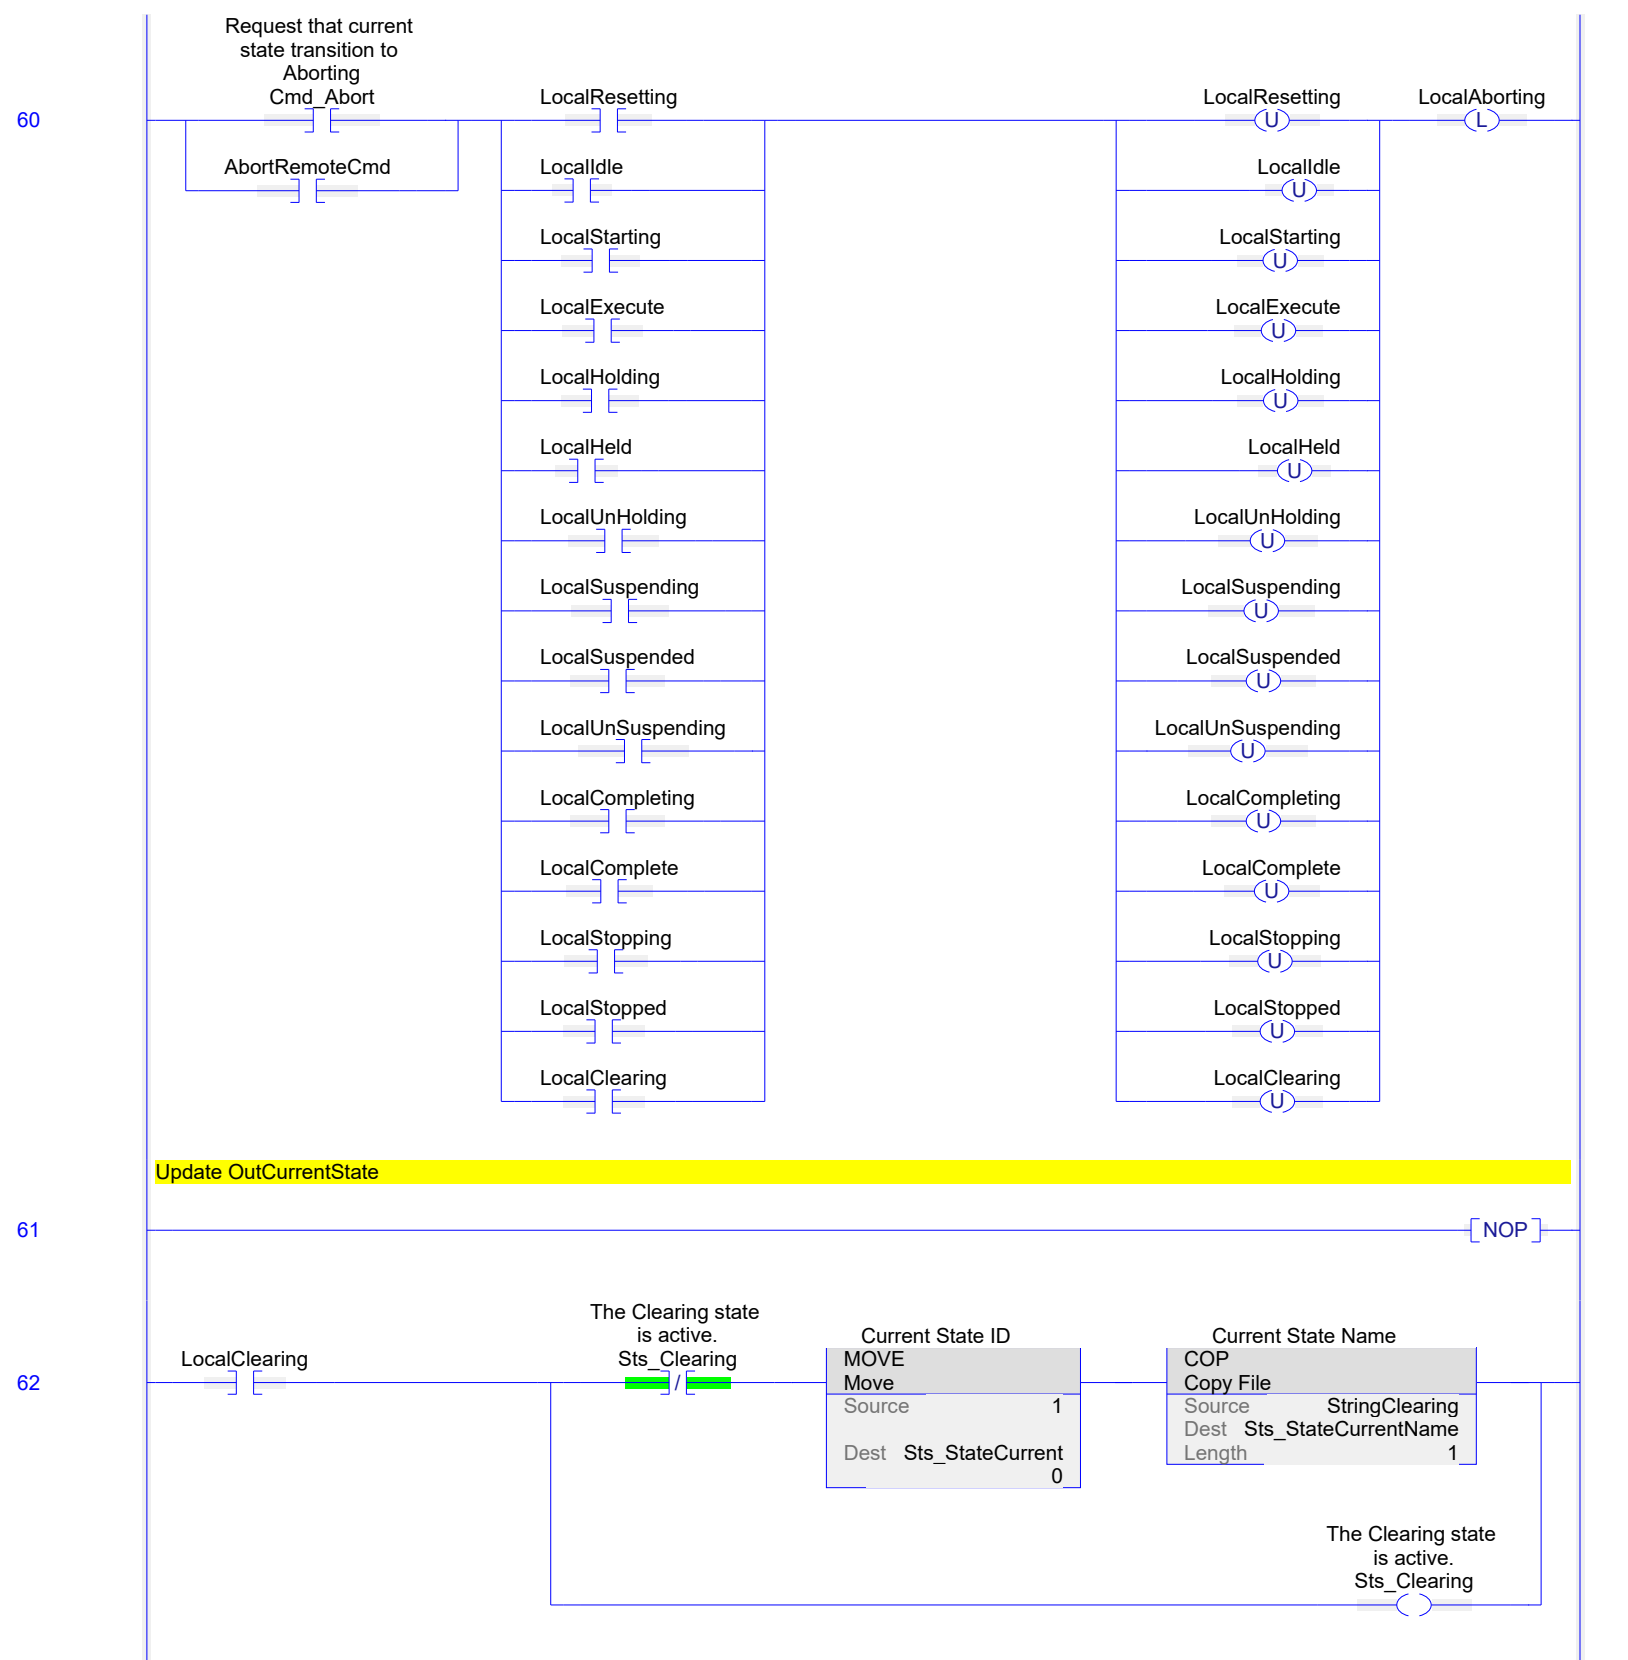 Request that current
state transition to
Aborting
Cmd_Abort
LocalResetting
LocalResetting
LocalAborting
60
U
L
AbortRemoteCmd
LocalIdle
LocalIdle
U
LocalStarting
LocalStarting
U
LocalExecute
LocalExecute
U
LocalHolding
LocalHolding
U
LocalHeld
LocalHeld
U
LocalUnHolding
LocalUnHolding
U
LocalSuspending
LocalSuspending
U
LocalSuspended
LocalSuspended
U
LocalUnSuspending
LocalUnSuspending
U
LocalCompleting
LocalCompleting
U
LocalComplete
LocalComplete
U
LocalStopping
LocalStopping
U
LocalStopped
LocalStopped
U
LocalClearing
LocalClearing
U
Update OutCurrentState
61
NOP
62
LocalClearing
The Clearing state
is active.
Sts_Clearing
/
Current State ID
MOVE
Move
Source 1
Dest Sts_StateCurrent
0
Current State Name
COP
Copy File
Source StringClearing
Dest Sts_StateCurrentName
Length 1
The Clearing state
is active.
Sts_Clearing